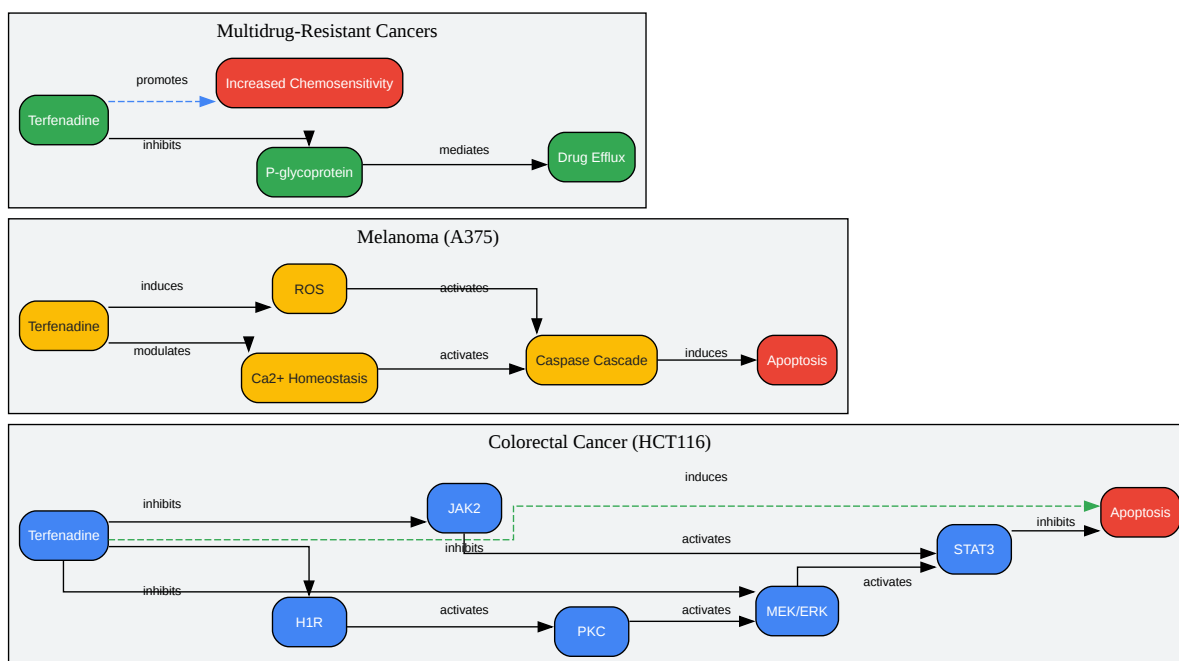 Multidrug-Resistant Cancers
promotes
Increased Chemosensitivity
Terfenadine
inhibits
P-glycoprotein
mediates
Drug Efflux
Melanoma (A375)
induces
ROS
activates
Terfenadine
modulates
Ca2+ Homeostasis
activates
Caspase Cascade
induces
Apoptosis
Colorectal Cancer (HCT116)
induces
inhibits
JAK2
Apoptosis
Terfenadine
inhibits
activates
STAT3
inhibits
inhibits
activates
H1R
activates
PKC
activates
MEK/ERK